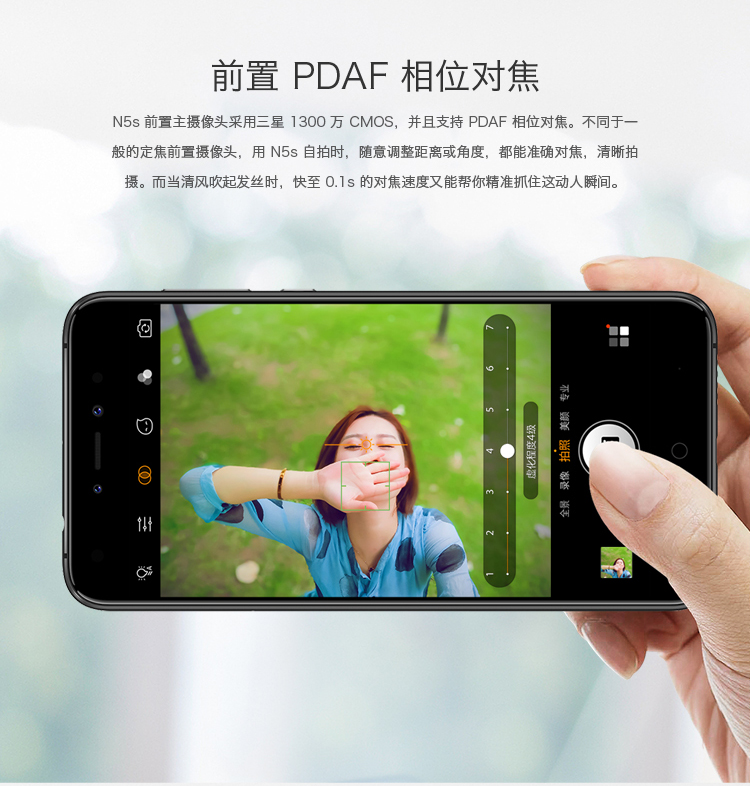 前置 PDAF 相位对焦
N5s 前置主摄像头采用三星 1300 万 CMOS，并且支持 PDAF 相位对焦。不同于一
般的定焦前置摄像头，用 N5s 自拍时，随意调整距离或角度，都能准确对焦，清晰拍
摄。而当清风吹起发丝时，快至 0.1s 的对焦速度又能帮你精准抓住这动人瞬间。
7
6
5
4
3
2
1
虚化程度4级
全景 录像 拍照 美颜 专业
A